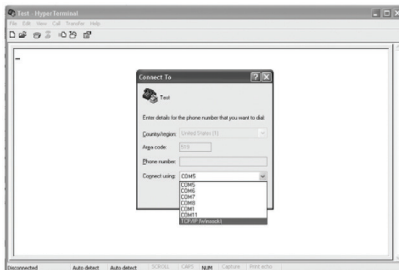 Test - HyperTerminal
File Edit View Call Transfer Help
Connect To
Test
Enter details for the phone number that you want to dial:
Country/region: United States (1)
Area code:
Phone number:
Connect using: COM5
COM5
COM6
COM7
COM8
COM1
COM11
TCP/IP (Winsock)
Disconnected Auto detect Auto detect SCROLL CAPS NUM Capture Print echo